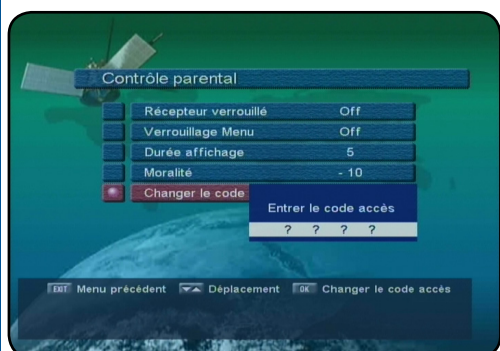 Contrôle parental
Récepteur verrouillé Off
Verrouillage Menu Off
Durée affichage 5
Moralité - 10
Changer le code
Entrer le code accès
? ? ? ?
EXIT Menu précédent Déplacement OK Changer le code accès